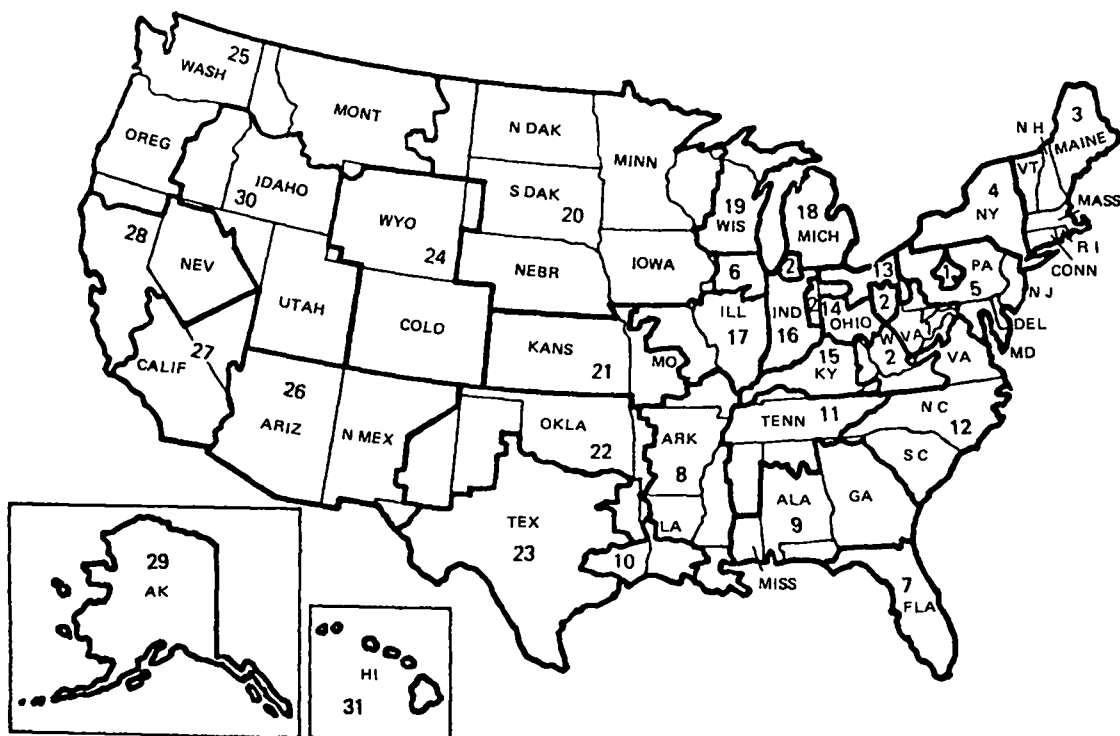 25
WASH
MONT
N DAK
MINN
3
N H
MAINE
OREG
VT
IDAHO
30
S DAK
20
19
WIS
18
MICH
4
NY
MASS
WYO
24
28
R I
CONN
NEV
NEBR
IOWA
6
2
13
1
PA
5
N J
UTAH
COLO
ILL
17
IND
16
2
14
OHIO
2
DEL
MD
W VA
2
VA
CALIF
27
KANS
21
MO
15
KY
26
ARIZ
N MEX
OKLA
22
ARK
8
TENN
11
N C
12
S C
TEX
23
LA
10
ALA
9
GA
MISS
7
FLA
29
AK
HI
31